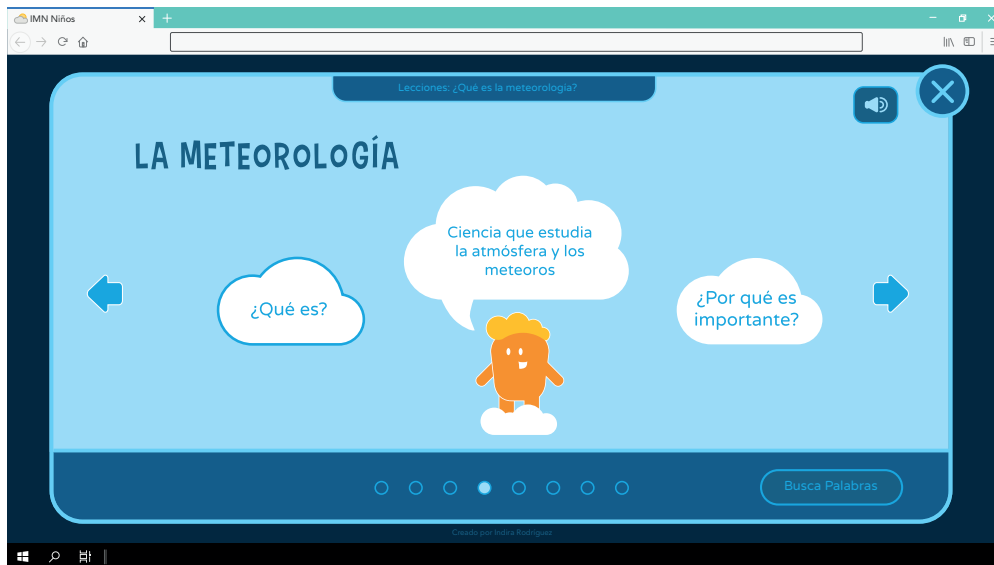 IMN Niños
Lecciones: ¿Qué es la meteorología?
LA METEOROLOGÍA
Ciencia que estudia
la atmósfera y los
meteoros
¿Qué es?
¿Por qué es
importante?
Busca Palabras
Creado por Indira Rodríguez